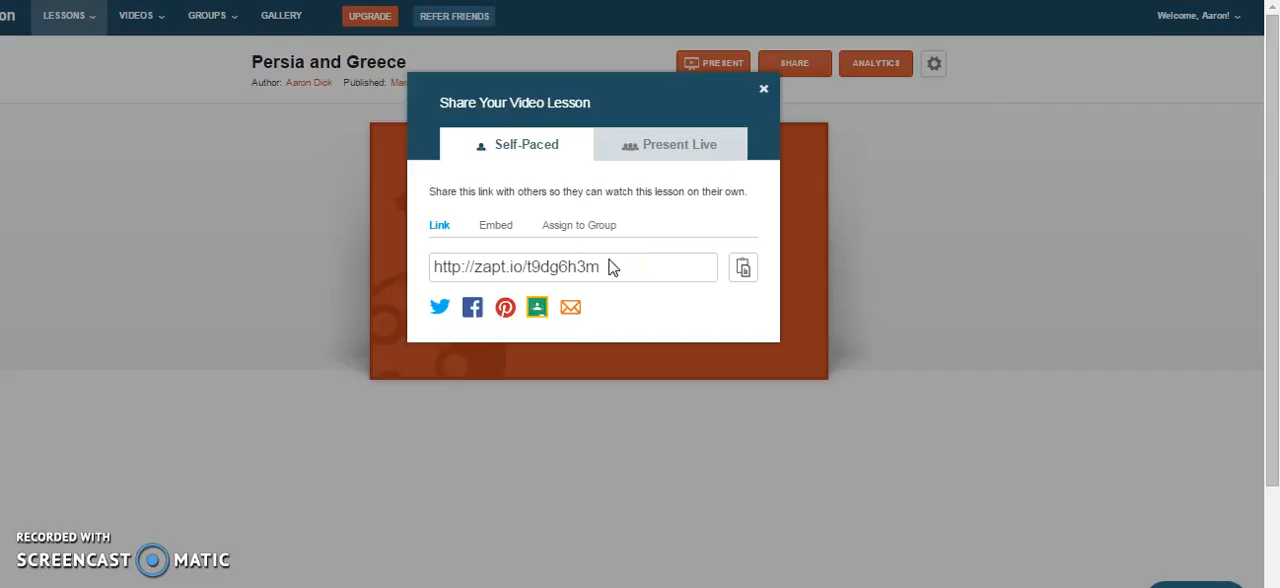 on LESSONS VIDEOS GROUPS GALLERY UPGRADE REFER FRIENDS Welcome, Aaron!
Persia and Greece PRESENT SHARE ANALYTICS
Author: Aaron Dick Published:
Share Your Video Lesson
Self-Paced Present Live
Share this link with others so they can watch this lesson on their own.
Link Embed Assign to Group
http://zapt.io/t9dg6h3m
RECORDED WITH
SCREENCAST MATIC